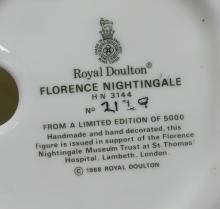 Royal Doulton®
FLORENCE NIGHTINGALE
HN 3144
Nº 2129
FROM A LIMITED EDITION OF 5000
Handmade and hand decorated, this
figure is issued in support of the Florence
Nightingale Museum Trust at St Thomas'
Hospital, Lambeth, London.
© 1988 ROYAL DOULTON